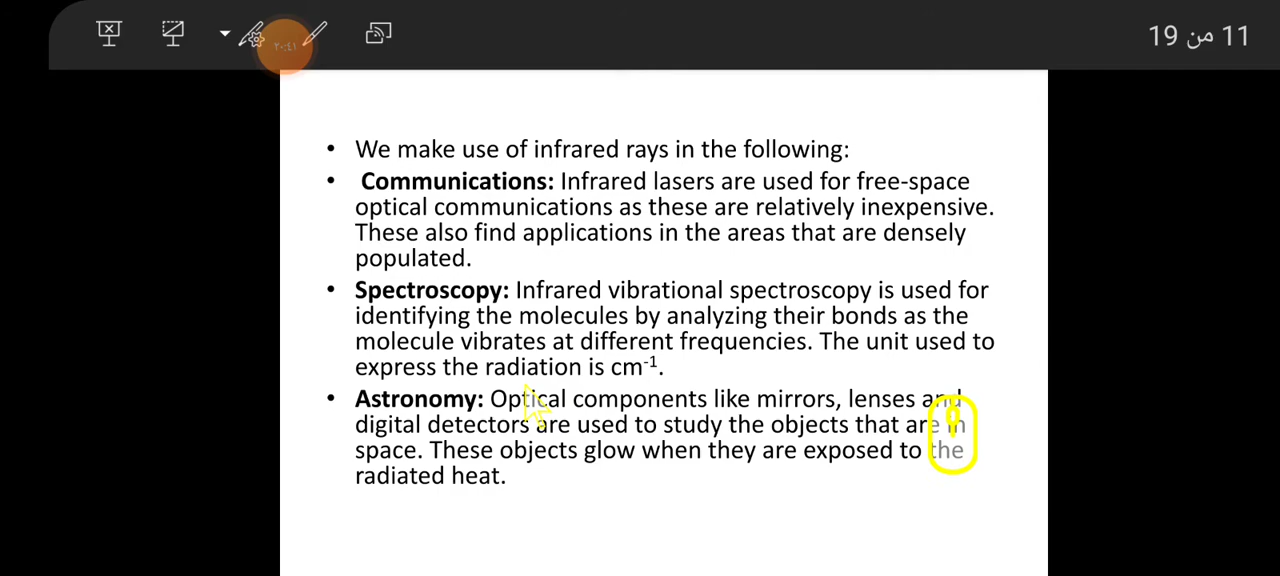 11 من 19
٢٠:٤١
• We make use of infrared rays in the following:
• Communications: Infrared lasers are used for free-space
optical communications as these are relatively inexpensive.
These also find applications in the areas that are densely
populated.
• Spectroscopy: Infrared vibrational spectroscopy is used for
identifying the molecules by analyzing their bonds as the
molecule vibrates at different frequencies. The unit used to
express the radiation is cm⁻¹.
• Astronomy: Optical components like mirrors, lenses and
digital detectors are used to study the objects that are in
space. These objects glow when they are exposed to the
radiated heat.